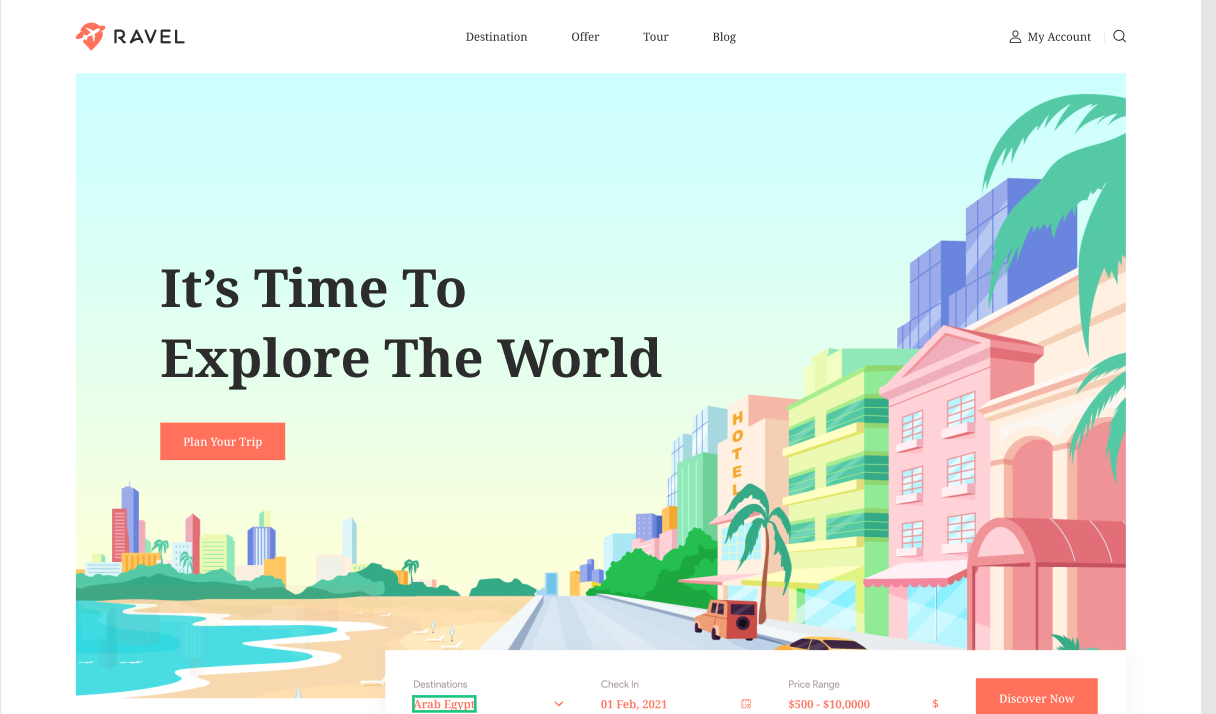 RAVEL
Destination
Offer
Tour
Blog
My Account
It’s Time To
Explore The World
Plan Your Trip
HOTEL
Destinations
Check In
Price Range
Arab Egypt
01 Feb, 2021
$500 - $10,0000
$
Discover Now